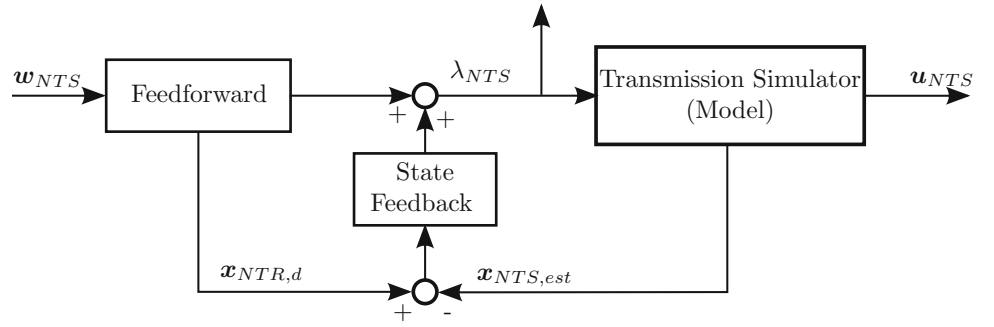 w_NTS
Feedforward
λ_NTS
Transmission Simulator
(Model)
u_NTS
+
+
State
Feedback
x_NTR,d
x_NTS,est
+
-